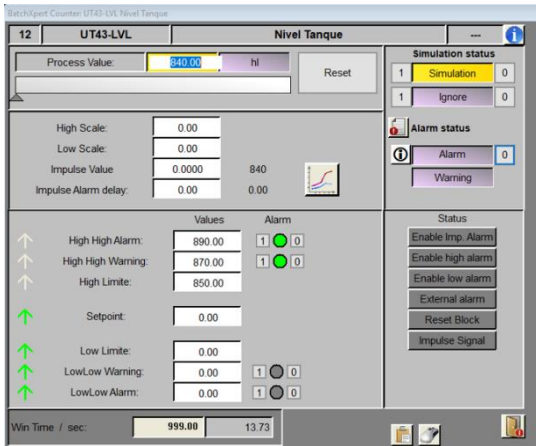 BatchXpert Counter: UT43-LVL Nivel Tanque
12 UT43-LVL Nivel Tanque ---
Process Value: 840.00 hl Reset
Simulation status
1 Simulation 0
1 Ignore 0
Alarm status
Alarm 0
Warning
High Scale: 0.00
Low Scale: 0.00
Impulse Value 0.0000 840
Impulse Alarm delay: 0.00 0.00
Values Alarm
High High Alarm: 890.00 1 0
High High Warning: 870.00 1 0
High Limite: 850.00
Setpoint: 0.00
Low Limite: 0.00
LowLow Warning: 0.00 1 0
LowLow Alarm: 0.00 1 0
Status
Enable Imp. Alarm
Enable high alarm
Enable low alarm
External alarm
Reset Block
Impulse Signal
Win Time / sec: 999.00 13.73